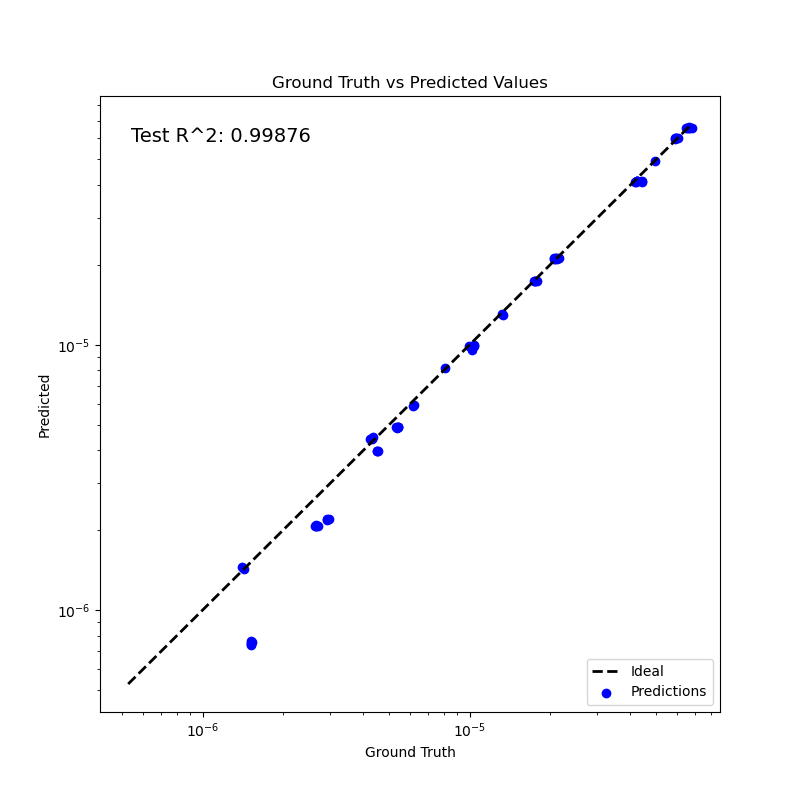 Ground Truth vs Predicted Values
Test R^2: 0.99876
10⁻⁵
10⁻⁶
Predicted
10⁻⁶
10⁻⁵
Ground Truth
Ideal
Predictions